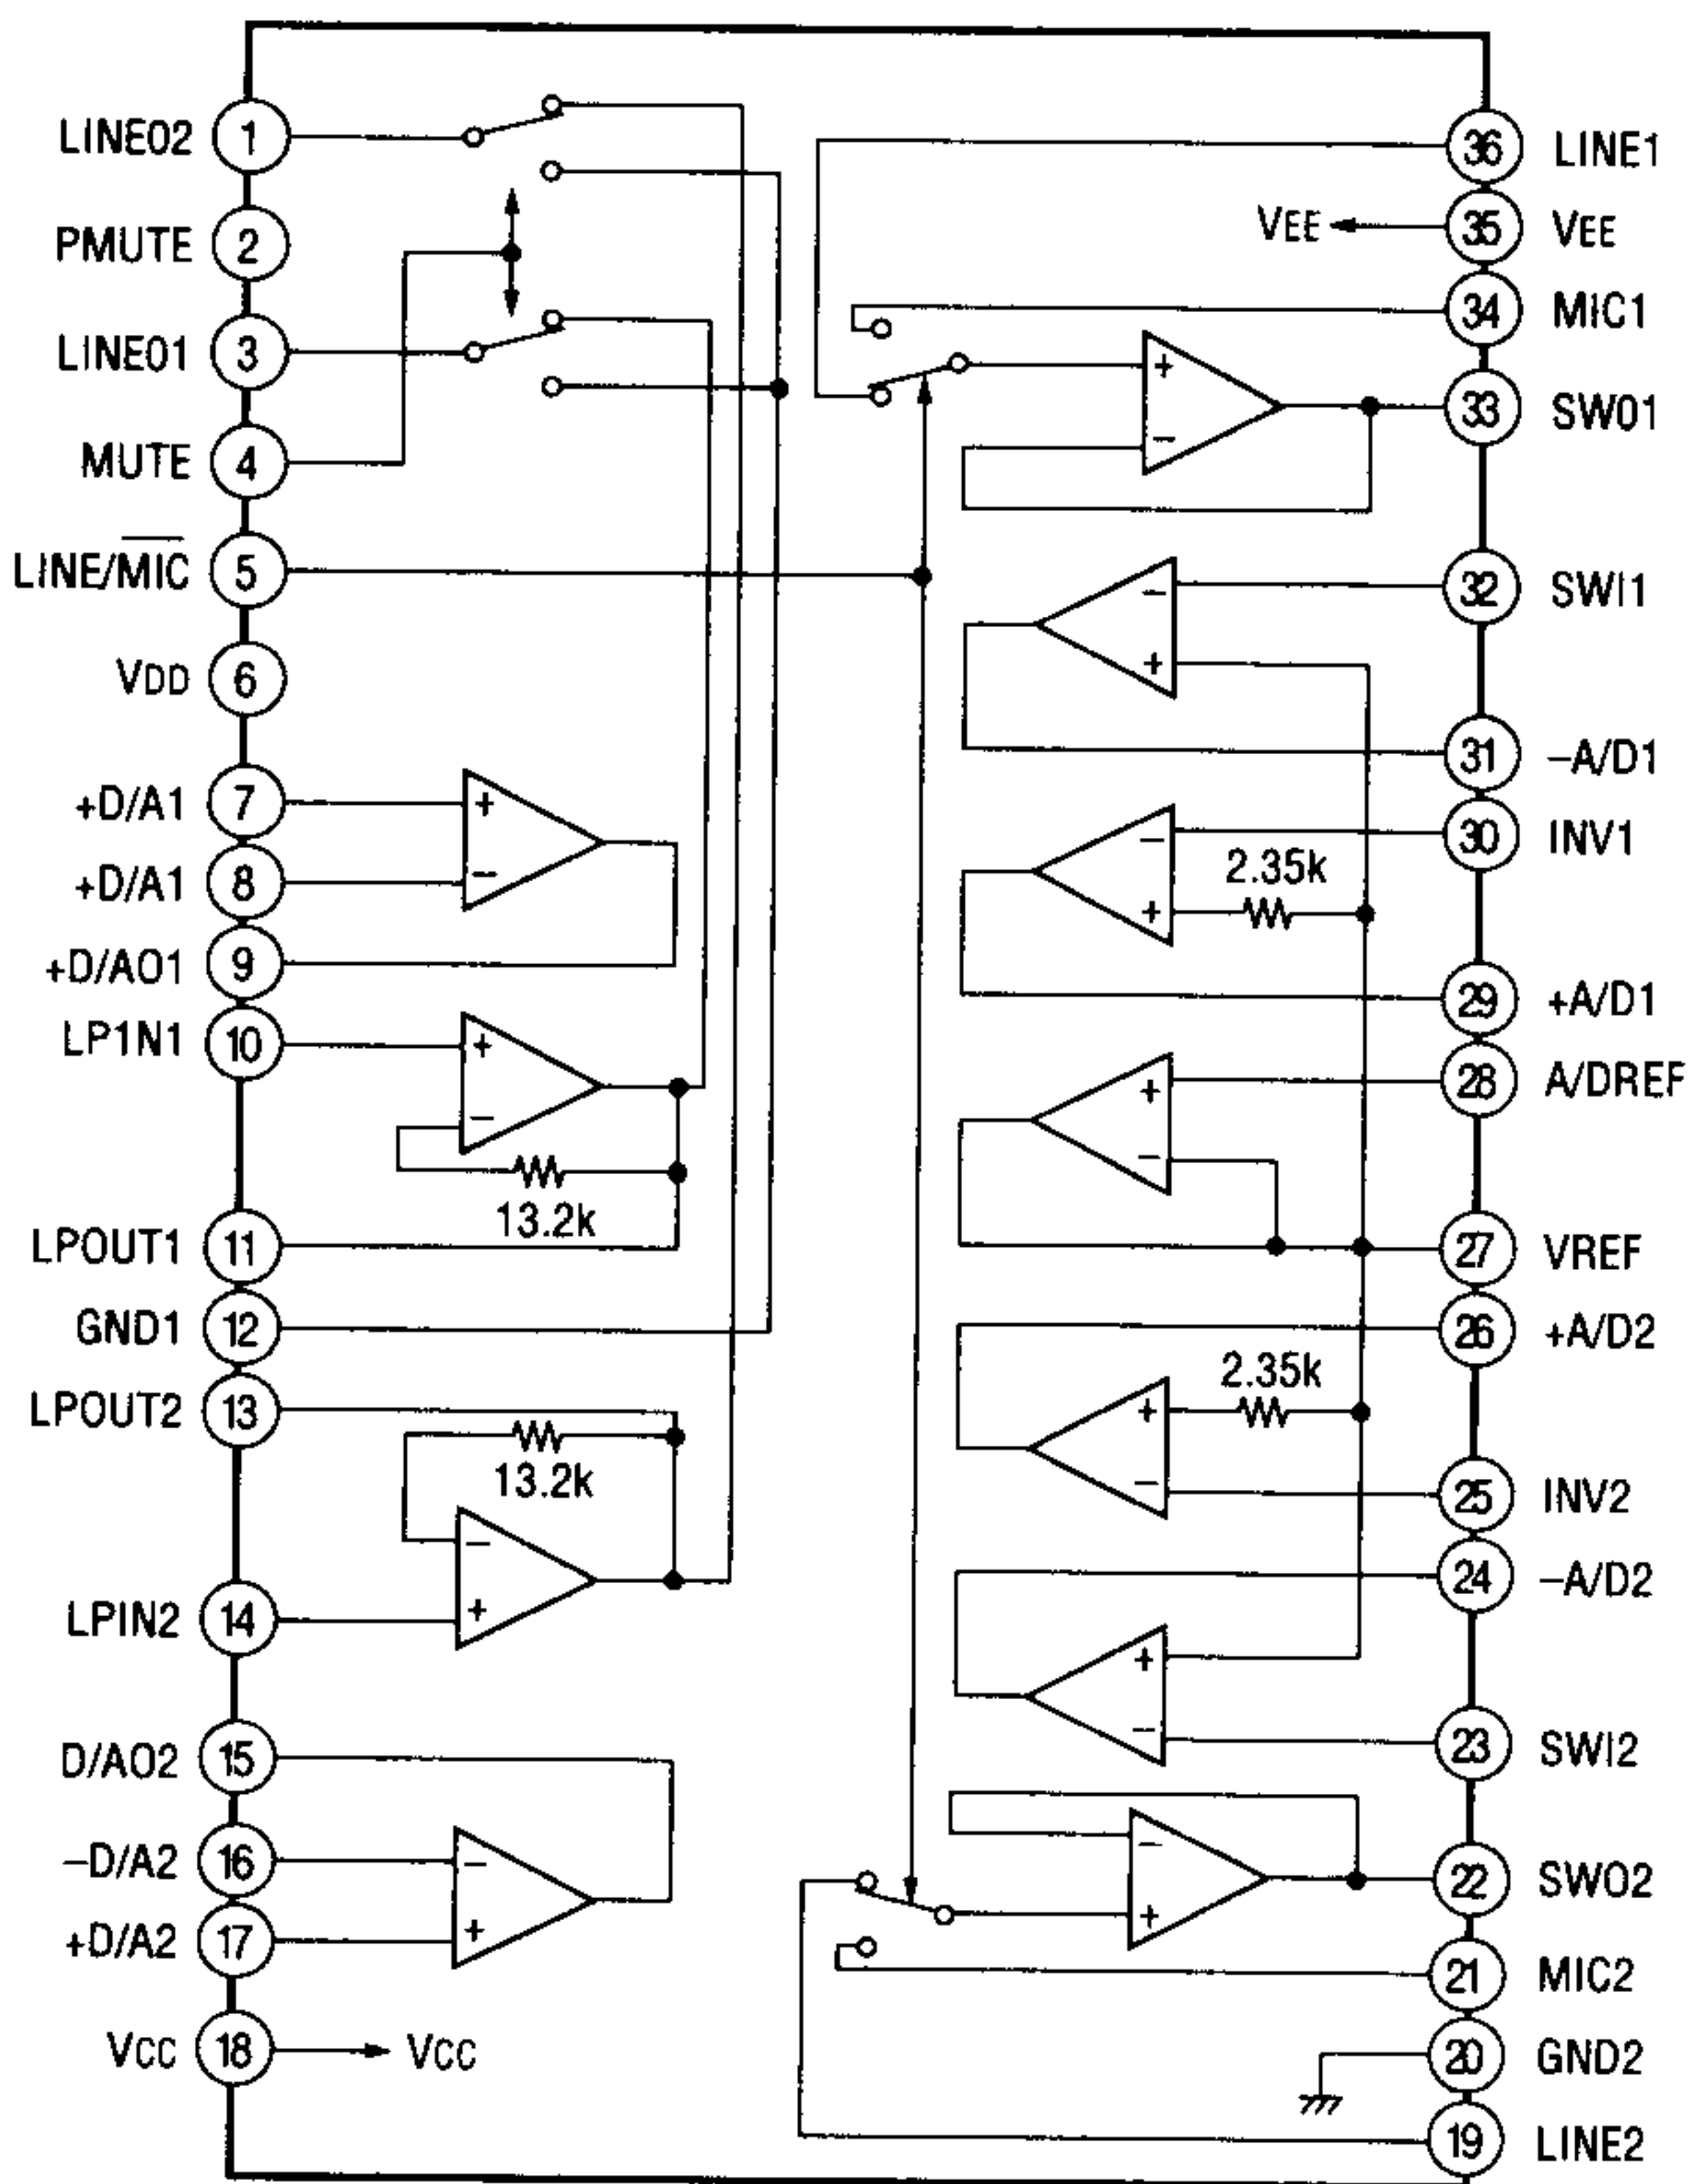 LINEO2 1
PMUTE 2
LINEO1 3
MUTE 4
LINE/MIC 5
VDD 6
+D/A1 7
+D/A1 8
+D/AO1 9
LP1N1 10
LPOUT1 11
GND1 12
LPOUT2 13
LPIN2 14
D/AO2 15
−D/A2 16
+D/A2 17
VCC 18 VCC
+
−
+
−
13.2k
13.2k
−
+
−
+
36 LINE1
VEE 35 VEE
34 MIC1
33 SWO1
+
−
32 SWI1
−
+
31 −A/D1
30 INV1
−
2.35k
+
29 +A/D1
28 A/DREF
+
−
27 VREF
26 +A/D2
2.35k
+
−
25 INV2
24 −A/D2
+
−
23 SWI2
−
+
22 SWO2
21 MIC2
20 GND2
19 LINE2